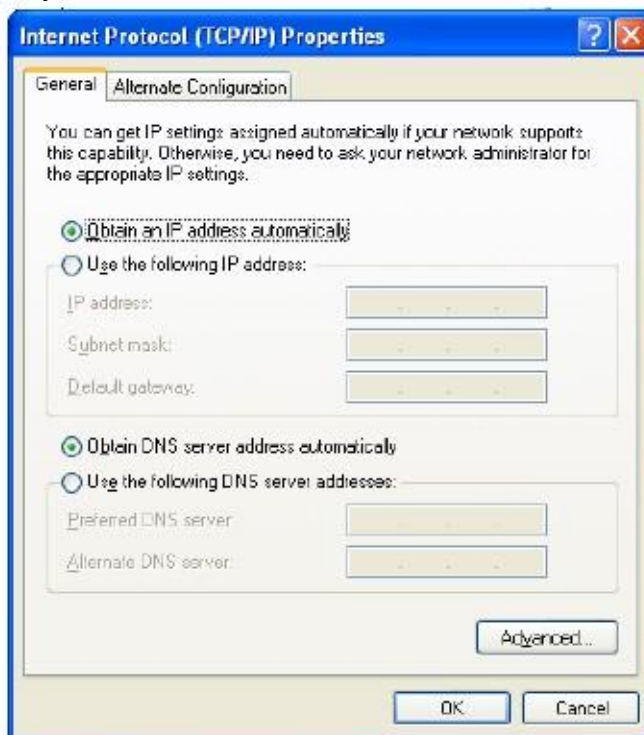 Internet Protocol (TCP/IP) Properties
General Alternate Configuration
You can get IP settings assigned automatically if your network supports
this capability. Otherwise, you need to ask your network administrator for
the appropriate IP settings.
Obtain an IP address automatically
Use the following IP address:
IP address:
Subnet mask:
Default gateway:
Obtain DNS server address automatically
Use the following DNS server addresses:
Preferred DNS server:
Alternate DNS server:
Advanced...
OK Cancel